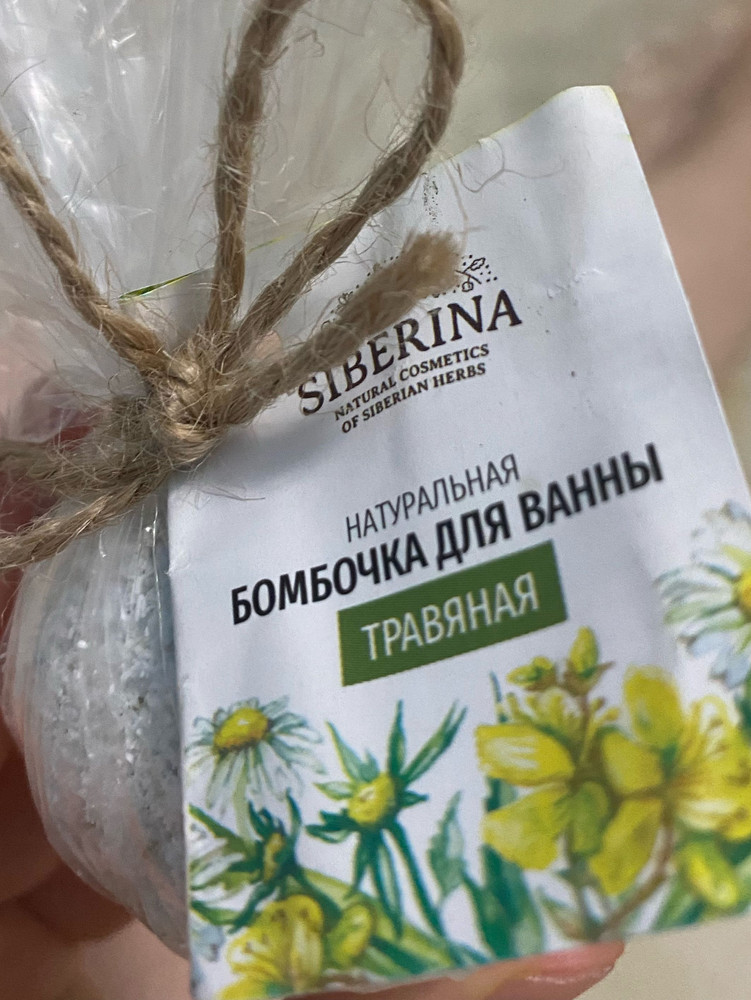 SIBERINA
NATURAL COSMETICS
OF SIBERIAN HERBS
НАТУРАЛЬНАЯ
БОМБОЧКА ДЛЯ ВАННЫ
ТРАВЯНАЯ